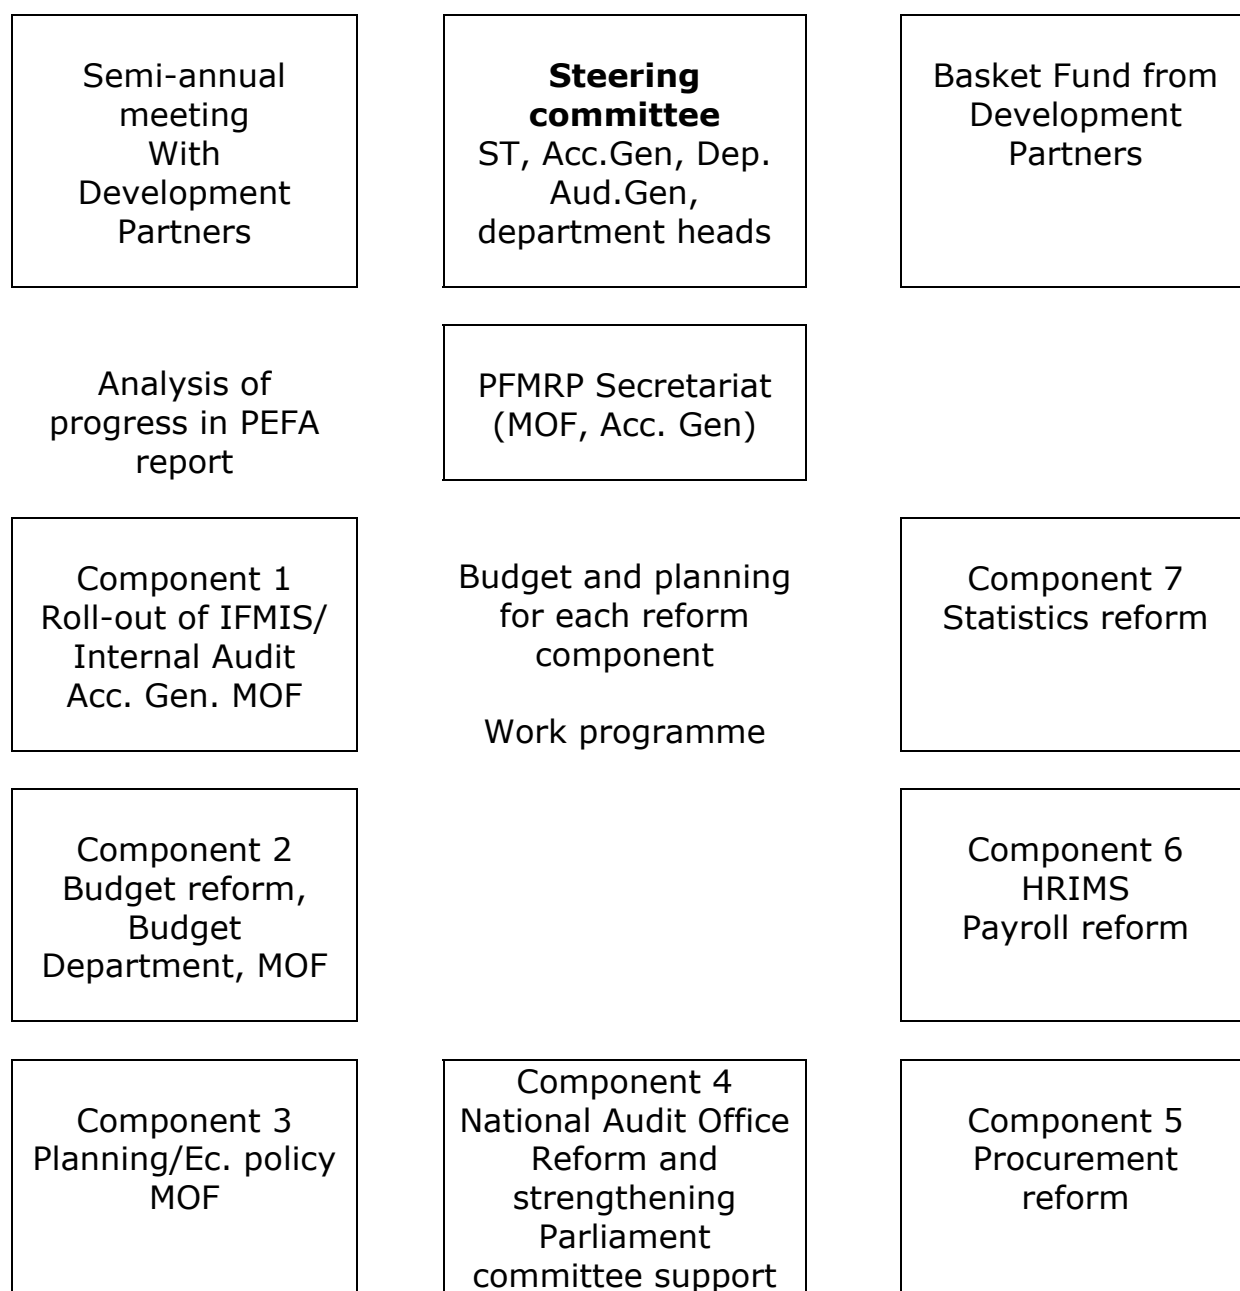 Semi-annual
meeting
With
Development
Partners
Steering
committee
ST, Acc.Gen, Dep.
Aud.Gen,
department heads
Basket Fund from
Development
Partners
Analysis of
progress in PEFA
report
PFMRP Secretariat
(MOF, Acc. Gen)
Component 1
Roll-out of IFMIS/
Internal Audit
Acc. Gen. MOF
Budget and planning
for each reform
component
Work programme
Component 7
Statistics reform
Component 2
Budget reform,
Budget
Department, MOF
Component 6
HRIMS
Payroll reform
Component 3
Planning/Ec. policy
MOF
Component 4
National Audit Office
Reform and
strengthening
Parliament
committee support
Component 5
Procurement
reform